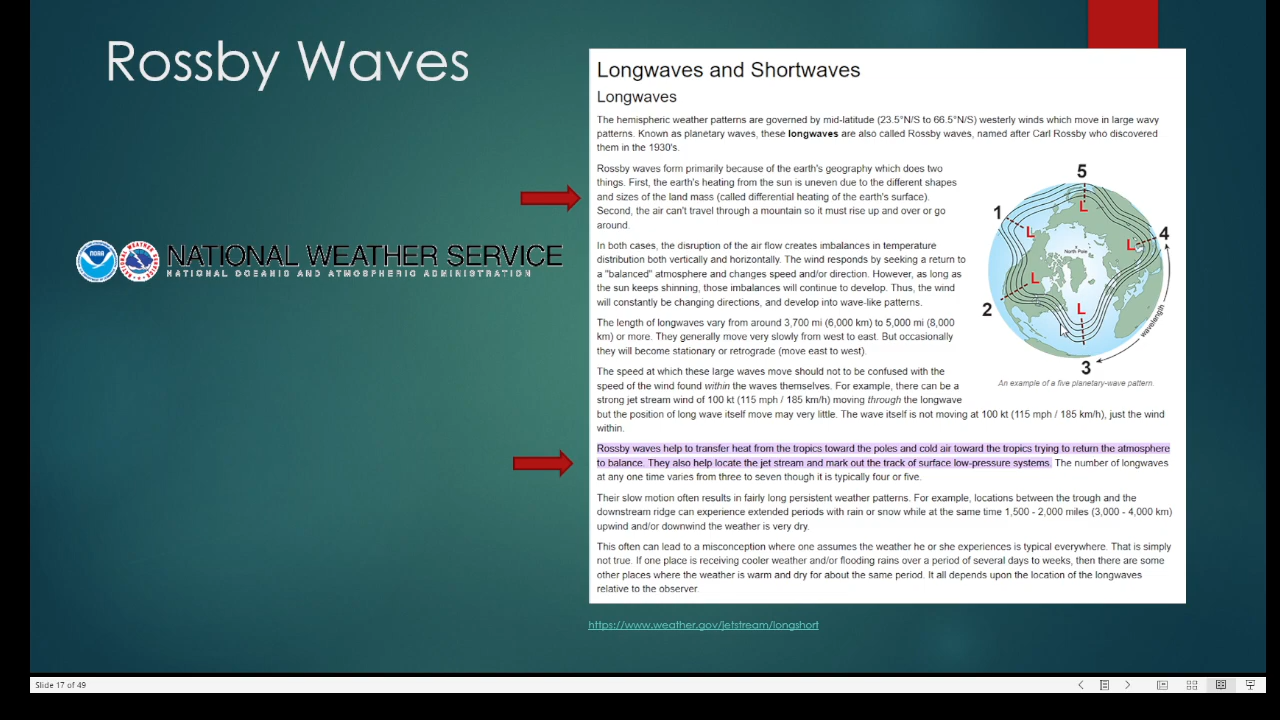 Rossby Waves
NATIONAL WEATHER SERVICE
NATIONAL OCEANIC AND ATMOSPHERIC ADMINISTRATION
NOAA
Longwaves and Shortwaves
Longwaves
The hemispheric weather patterns are governed by mid-latitude (23.5°N/S to 66.5°N/S) westerly winds which move in large wavy
patterns. Known as planetary waves, these longwaves are also called Rossby waves, named after Carl Rossby who discovered
them in the 1930's.
Rossby waves form primarily because of the earth's geography which does two
things. First, the earth's heating from the sun is uneven due to the different shapes
and sizes of the land mass (called differential heating of the earth's surface).
Second, the air can't travel through a mountain so it must rise up and over or go
around.
In both cases, the disruption of the air flow creates imbalances in temperature
distribution both vertically and horizontally. The wind responds by seeking a return to
a "balanced" atmosphere and changes speed and/or direction. However, as long as
the sun keeps shinning, those imbalances will continue to develop. Thus, the wind
will constantly be changing directions, and develop into wave-like patterns.
The length of longwaves vary from around 3,700 mi (6,000 km) to 5,000 mi (8,000
km) or more. They generally move very slowly from west to east. But occasionally
they will become stationary or retrograde (move east to west).
The speed at which these large waves move should not to be confused with the
speed of the wind found within the waves themselves. For example, there can be a
strong jet stream wind of 100 kt (115 mph / 185 km/h) moving through the longwave
but the position of long wave itself move may very little. The wave itself is not moving at 100 kt (115 mph / 185 km/h), just the wind
within.
Rossby waves help to transfer heat from the tropics toward the poles and cold air toward the tropics trying to return the atmosphere
to balance. They also help locate the jet stream and mark out the track of surface low-pressure systems. The number of longwaves
at any one time varies from three to seven though it is typically four or five.
Their slow motion often results in fairly long persistent weather patterns. For example, locations between the trough and the
downstream ridge can experience extended periods with rain or snow while at the same time 1,500 - 2,000 miles (3,000 - 4,000 km)
upwind and/or downwind the weather is very dry.
This often can lead to a misconception where one assumes the weather he or she experiences is typical everywhere. That is simply
not true. If one place is receiving cooler weather and/or flooding rains over a period of several days to weeks, then there are some
other places where the weather is warm and dry for about the same period. It all depends upon the location of the longwaves
relative to the observer.
5
L
1
L
4
L
North Pole
L
2
L
wavelength
3
An example of a five planetary-wave pattern.
https://www.weather.gov/jetstream/longshort
Slide 17 of 49